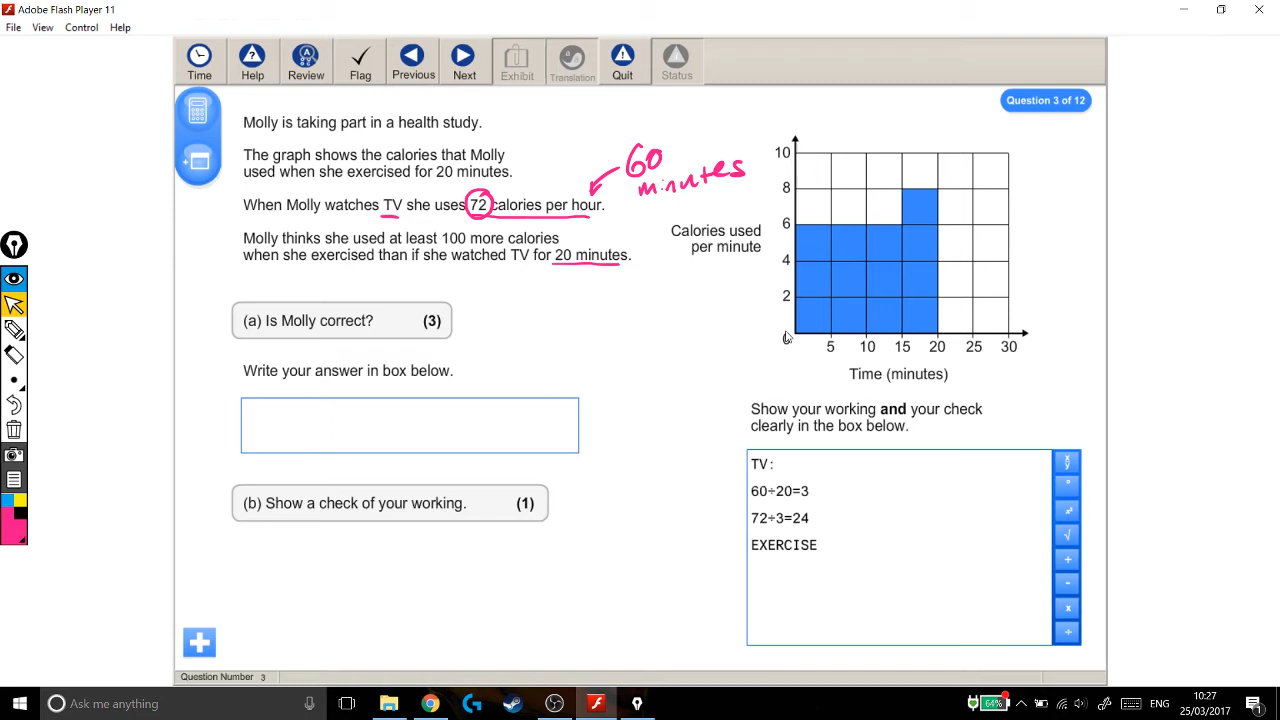 Adobe Flash Player 11
File View Control Help
Time Help Review Flag Previous Next Exhibit Translation Quit Status
Question 3 of 12
Molly is taking part in a health study.
The graph shows the calories that Molly
used when she exercised for 20 minutes.
When Molly watches TV she uses 72 calories per hour.
60
minutes
Molly thinks she used at least 100 more calories
when she exercised than if she watched TV for 20 minutes.
(a) Is Molly correct? (3)
Write your answer in box below.
(b) Show a check of your working. (1)
10
8
6
4
2
Calories used
per minute
5 10 15 20 25 30
Time (minutes)
Show your working and your check
clearly in the box below.
TV:
60÷20=3
72÷3=24
EXERCISE
x/y
°
x²
√
+
-
x
÷
Question Number 3
Ask me anything
64%
ENG
10:27
25/03/2017
1